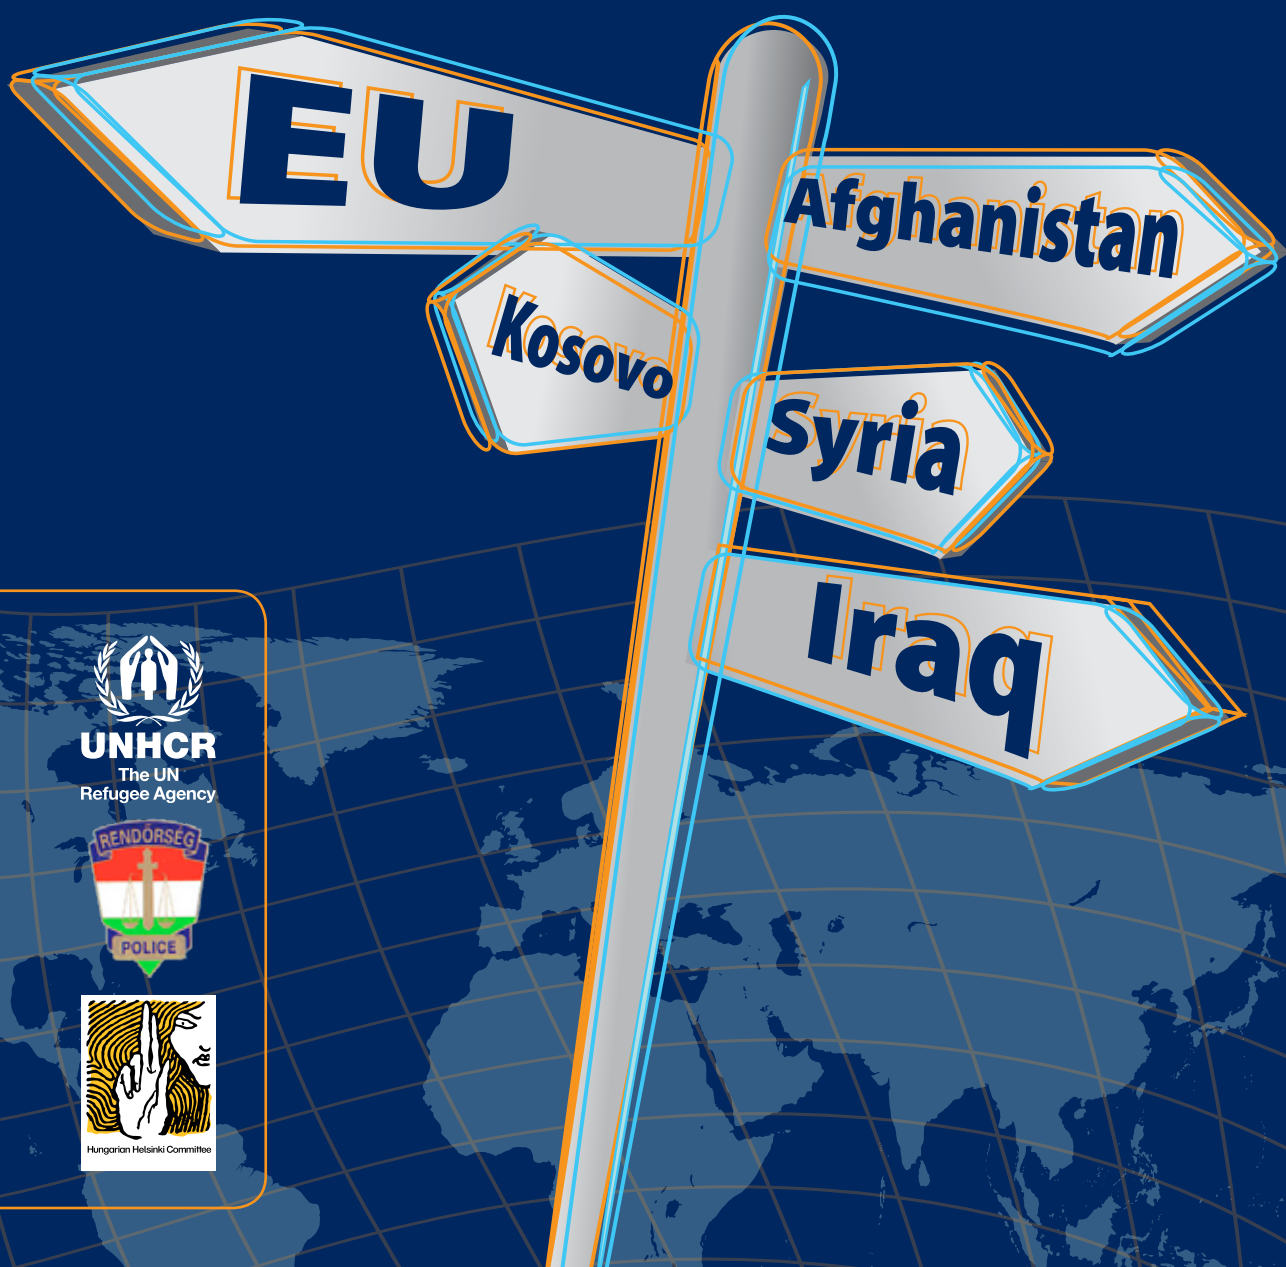 EU
Afghanistan
Kosovo
Syria
Iraq
UNHCR
The UN
Refugee Agency
RENDŐRSÉG
POLICE
Hungarian Helsinki Committee